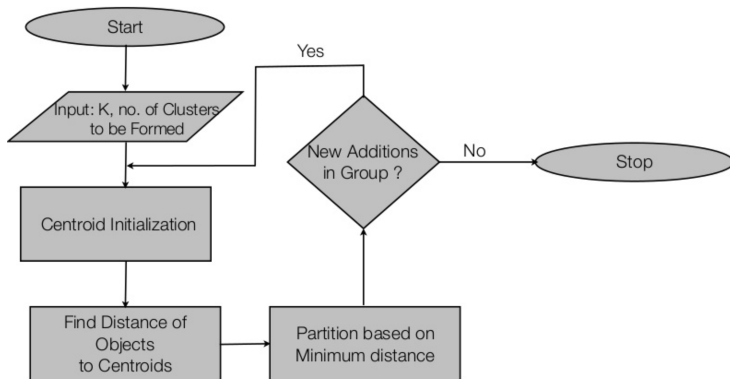 Start
Yes
Input: K, no. of Clusters
to be Formed
New Additions
in Group ?
No
Stop
Centroid Initialization
Find Distance of
Objects
to Centroids
Partition based on
Minimum distance